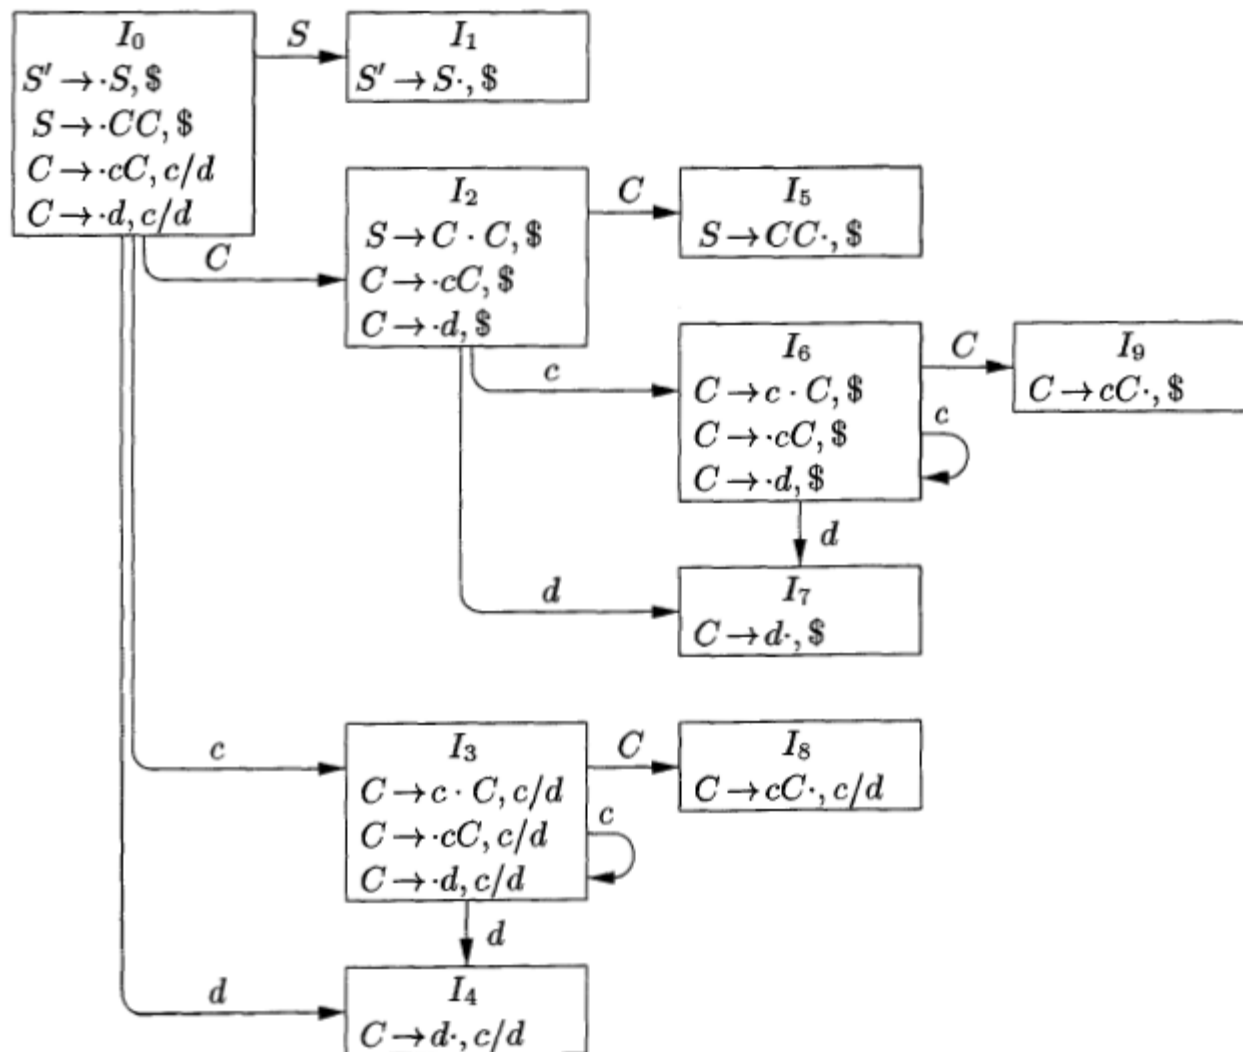 I₀
S′ → ·S, $
S → ·CC, $
C → ·cC, c/d
C → ·d, c/d
S
I₁
S′ → S·, $
C
I₂
S → C · C, $
C → ·cC, $
C → ·d, $
C
I₅
S → CC·, $
c
I₆
C → c · C, $
C → ·cC, $
C → ·d, $
C
I₉
C → cC·, $
c
d
d
I₇
C → d·, $
c
I₃
C → c · C, c/d
C → ·cC, c/d
C → ·d, c/d
C
I₈
C → cC·, c/d
c
d
d
I₄
C → d·, c/d